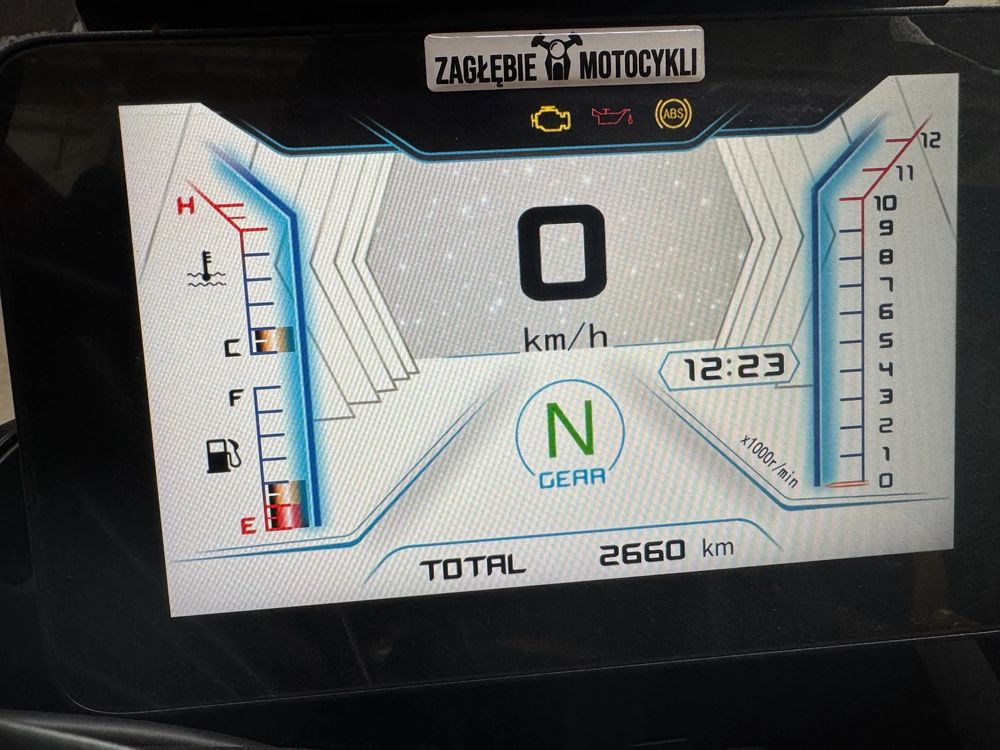 ZAGŁĘBIE MOTOCYKLI
ABS
H
C
F
E
0
km/h
12:23
N
GEAR
12
11
10
9
8
7
6
5
4
3
2
1
0
x1000r/min
TOTAL 2660 km